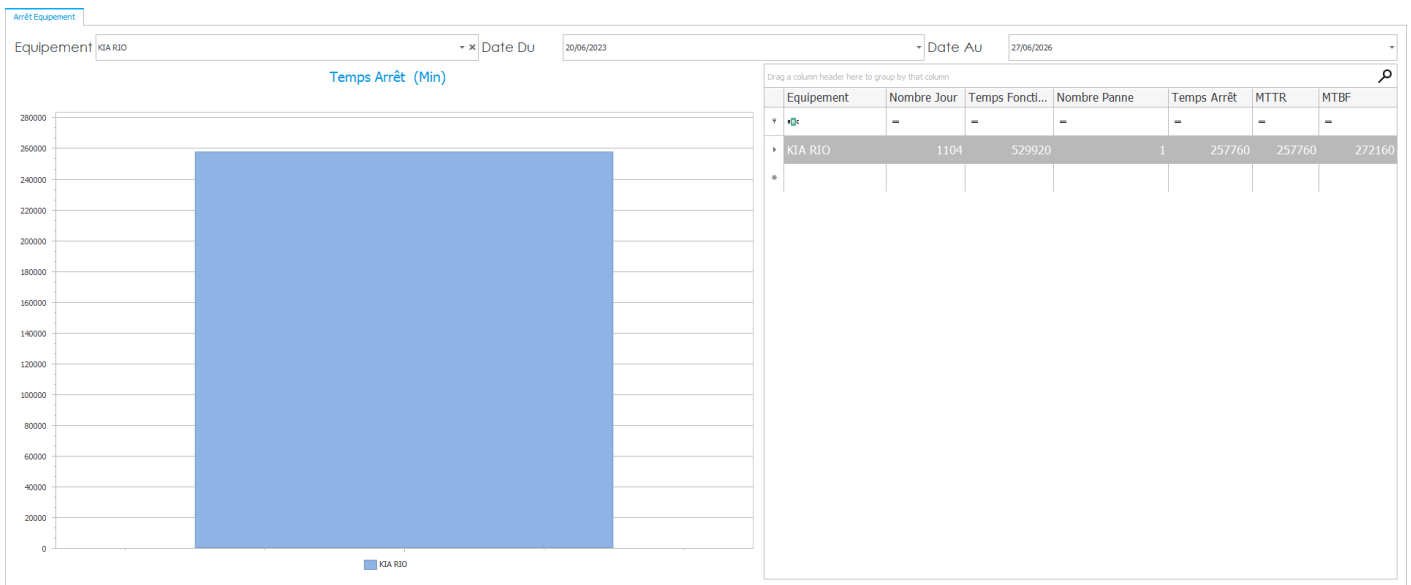 Arrêt Equipement
Equipement KIA RIO Date Du 20/06/2023 Date Au 27/06/2026
Temps Arrêt (Min)
280000
260000
240000
220000
200000
180000
160000
140000
120000
100000
80000
60000
40000
20000
0
KIA RIO
Drag a column header here to group by that column
Equipement Nombre Jour Temps Foncti... Nombre Panne Temps Arrêt MTTR MTBF
= = = = = =
KIA RIO 1104 529920 1 257760 257760 272160